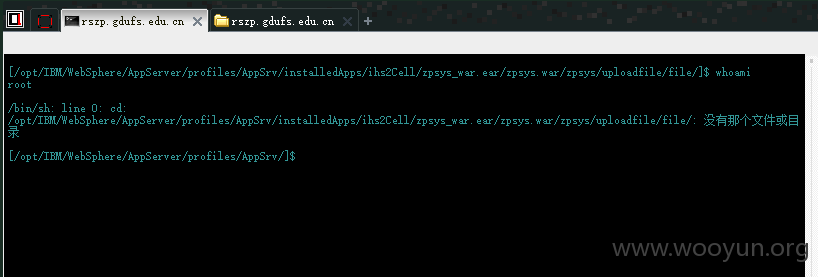 rszp.gdufs.edu.cn rszp.gdufs.edu.cn
[/opt/IBM/WebSphere/AppServer/profiles/AppSrv/installedApps/ihs2Cell/zpsys_war.ear/zpsys.war/zpsys/uploadfile/file/]$ whoami
root
/bin/sh: line 0: cd:
/opt/IBM/WebSphere/AppServer/profiles/AppSrv/installedApps/ihs2Cell/zpsys_war.ear/zpsys.war/zpsys/uploadfile/file/: 没有那个文件或目
录
[/opt/IBM/WebSphere/AppServer/profiles/AppSrv/]$
www.wooyun.org